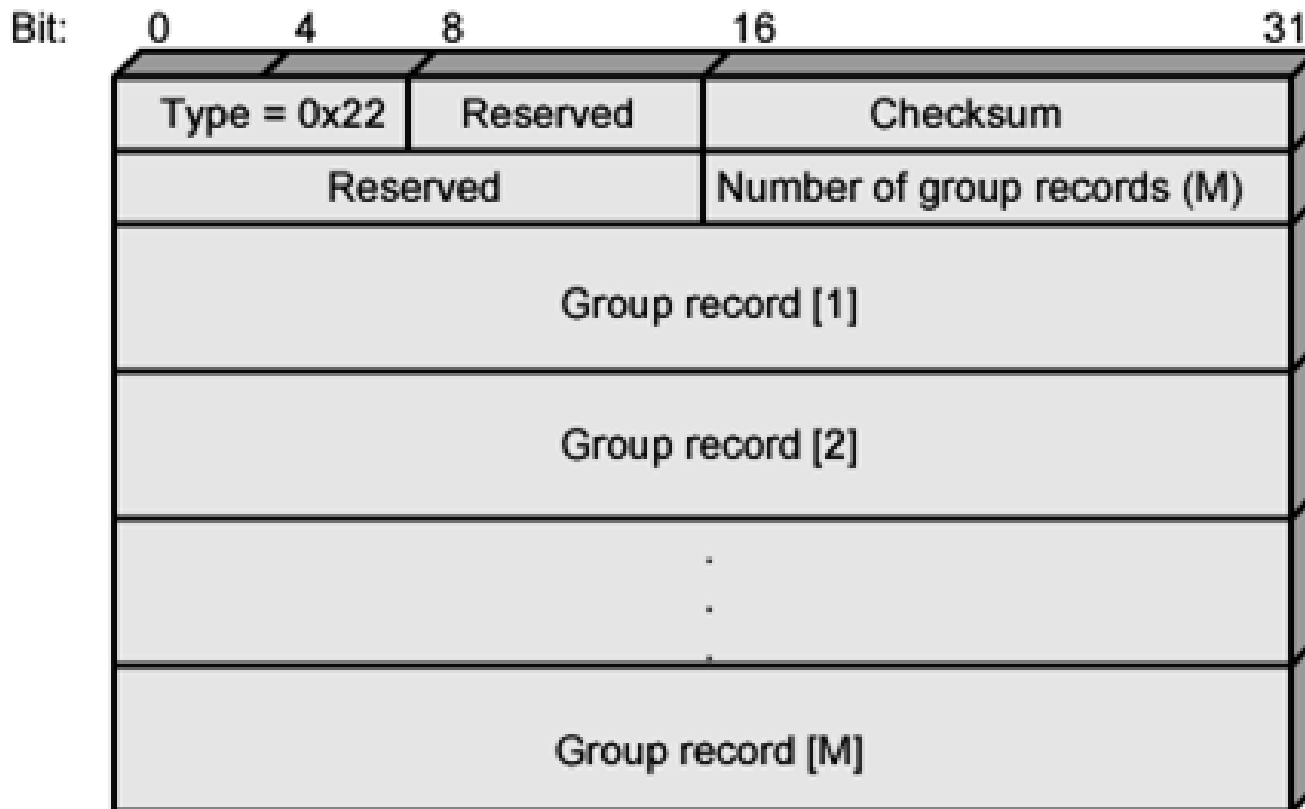 Bit: 0 4 8 16 31
Type = 0x22 Reserved Checksum
Reserved Number of group records (M)
Group record [1]
Group record [2]
.
.
.
Group record [M]